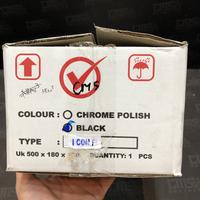 CMS
COLOUR : CHROME POLISH
BLACK
TYPE :
Uk 500 x 180 x QUANTITY : 1 PCS